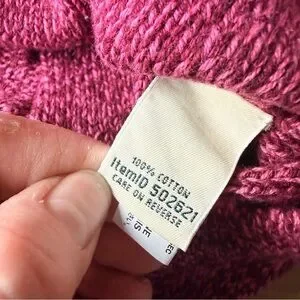 100% COTTON
ItemID 502621
CARE ON REVERSE